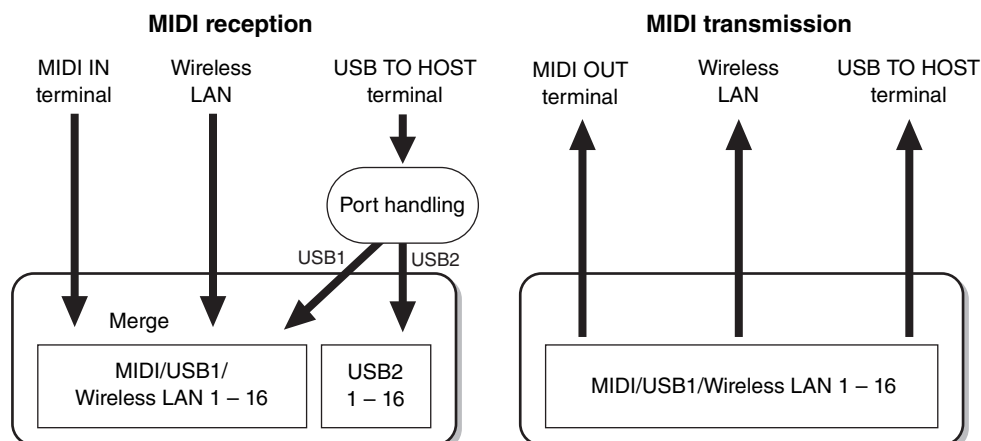 MIDI reception
MIDI IN
terminal
Wireless
LAN
USB TO HOST
terminal
Port handling
USB1
USB2
Merge
MIDI/USB1/
Wireless LAN 1 – 16
USB2
1 – 16
MIDI transmission
MIDI OUT
terminal
Wireless
LAN
USB TO HOST
terminal
MIDI/USB1/Wireless LAN 1 – 16